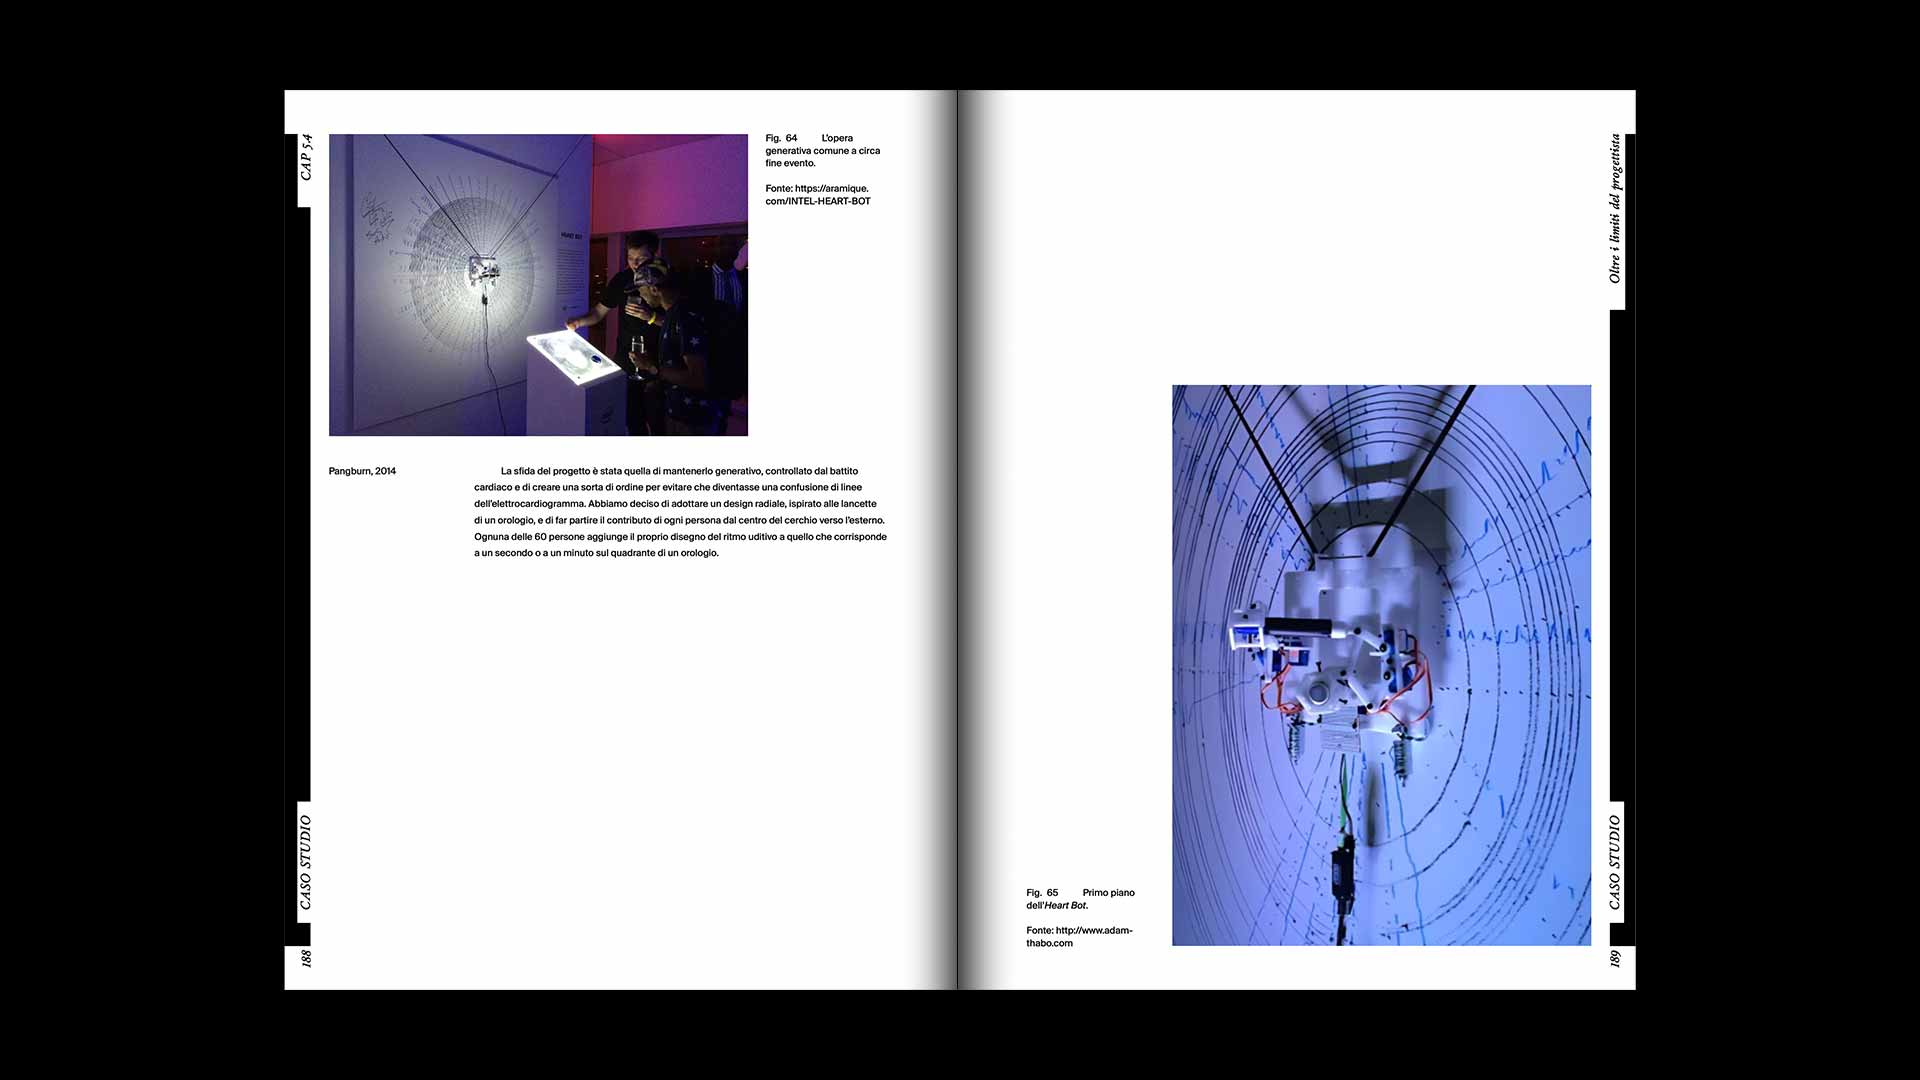 CAP 5.4
Fig. 64 L'opera
generativa comune a circa
fine evento.
Fonte: https://aramique.
com/INTEL-HEART-BOT
HEART BOT
Pangburn, 2014
La sfida del progetto è stata quella di mantenerlo generativo, controllato dal battito
cardiaco e di creare una sorta di ordine per evitare che diventasse una confusione di linee
dell'elettrocardiogramma. Abbiamo deciso di adottare un design radiale, ispirato alle lancette
di un orologio, e di far partire il contributo di ogni persona dal centro del cerchio verso l'esterno.
Ognuna delle 60 persone aggiunge il proprio disegno del ritmo uditivo a quello che corrisponde
a un secondo o a un minuto sul quadrante di un orologio.
CASO STUDIO
188
Oltre i limiti del progettista
Fig. 65 Primo piano
dell'Heart Bot.
Fonte: http://www.adam-
thabo.com
CASO STUDIO
189